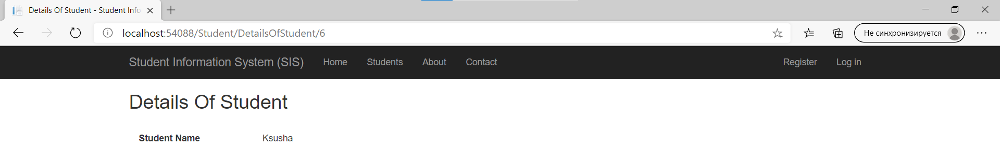 Details Of Student - Student Info
localhost:54088/Student/DetailsOfStudent/6
Не синхронизируется
Student Information System (SIS) Home Students About Contact Register Log in
Details Of Student
Student Name Ksusha